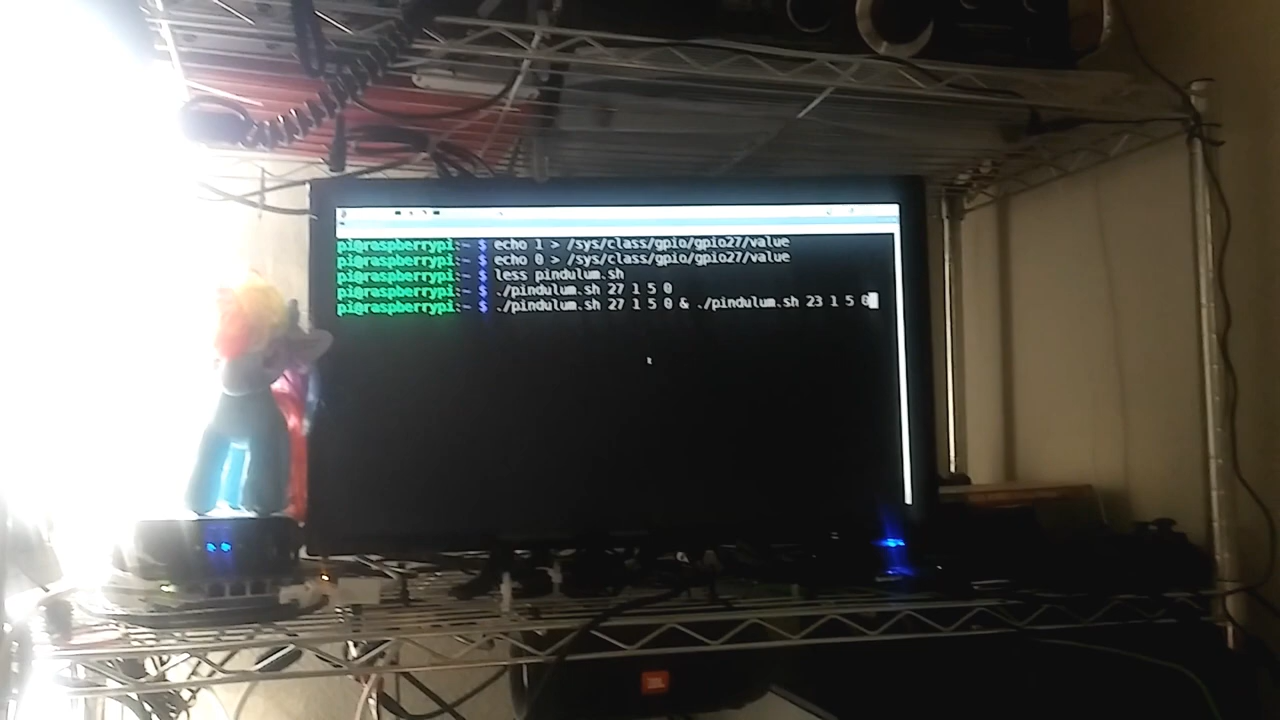 pi@raspberrypi:~ $ echo 1 > /sys/class/gpio/gpio27/value
pi@raspberrypi:~ $ echo 0 > /sys/class/gpio/gpio27/value
pi@raspberrypi:~ $ less pindulum.sh
pi@raspberrypi:~ $ ./pindulum.sh 27 1 5 0
pi@raspberrypi:~ $ ./pindulum.sh 27 1 5 0 & ./pindulum.sh 23 1 5 0
JBL